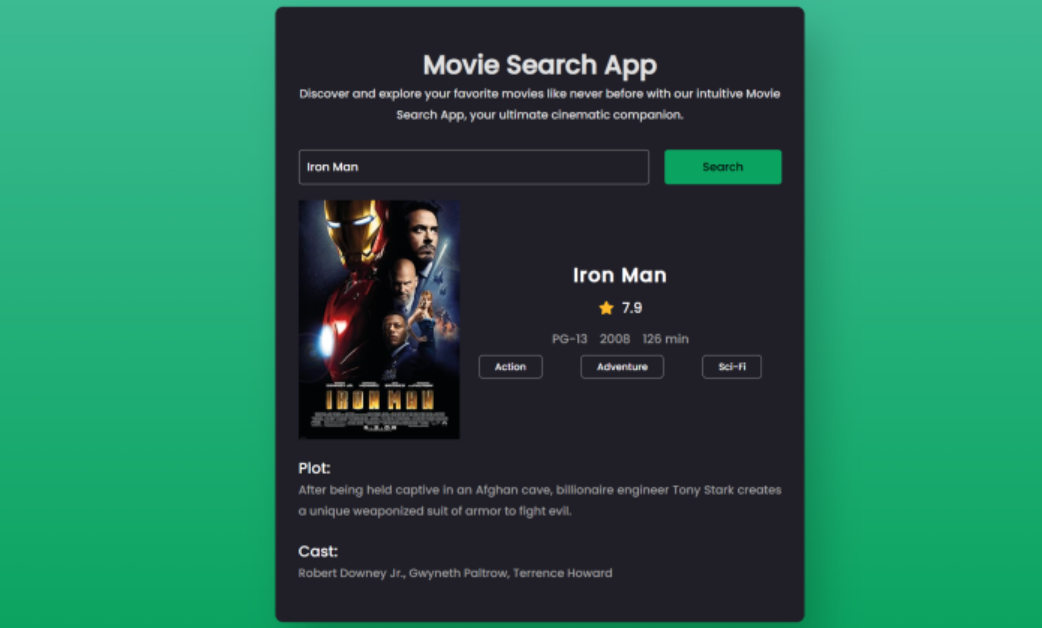 Movie Search App
Discover and explore your favorite movies like never before with our intuitive Movie
Search App, your ultimate cinematic companion.
Iron Man
Search
IRON MAN
Iron Man
7.9
PG-13 2008 126 min
Action Adventure Sci-Fi
Plot:
After being held captive in an Afghan cave, billionaire engineer Tony Stark creates
a unique weaponized suit of armor to fight evil.
Cast:
Robert Downey Jr., Gwyneth Paltrow, Terrence Howard